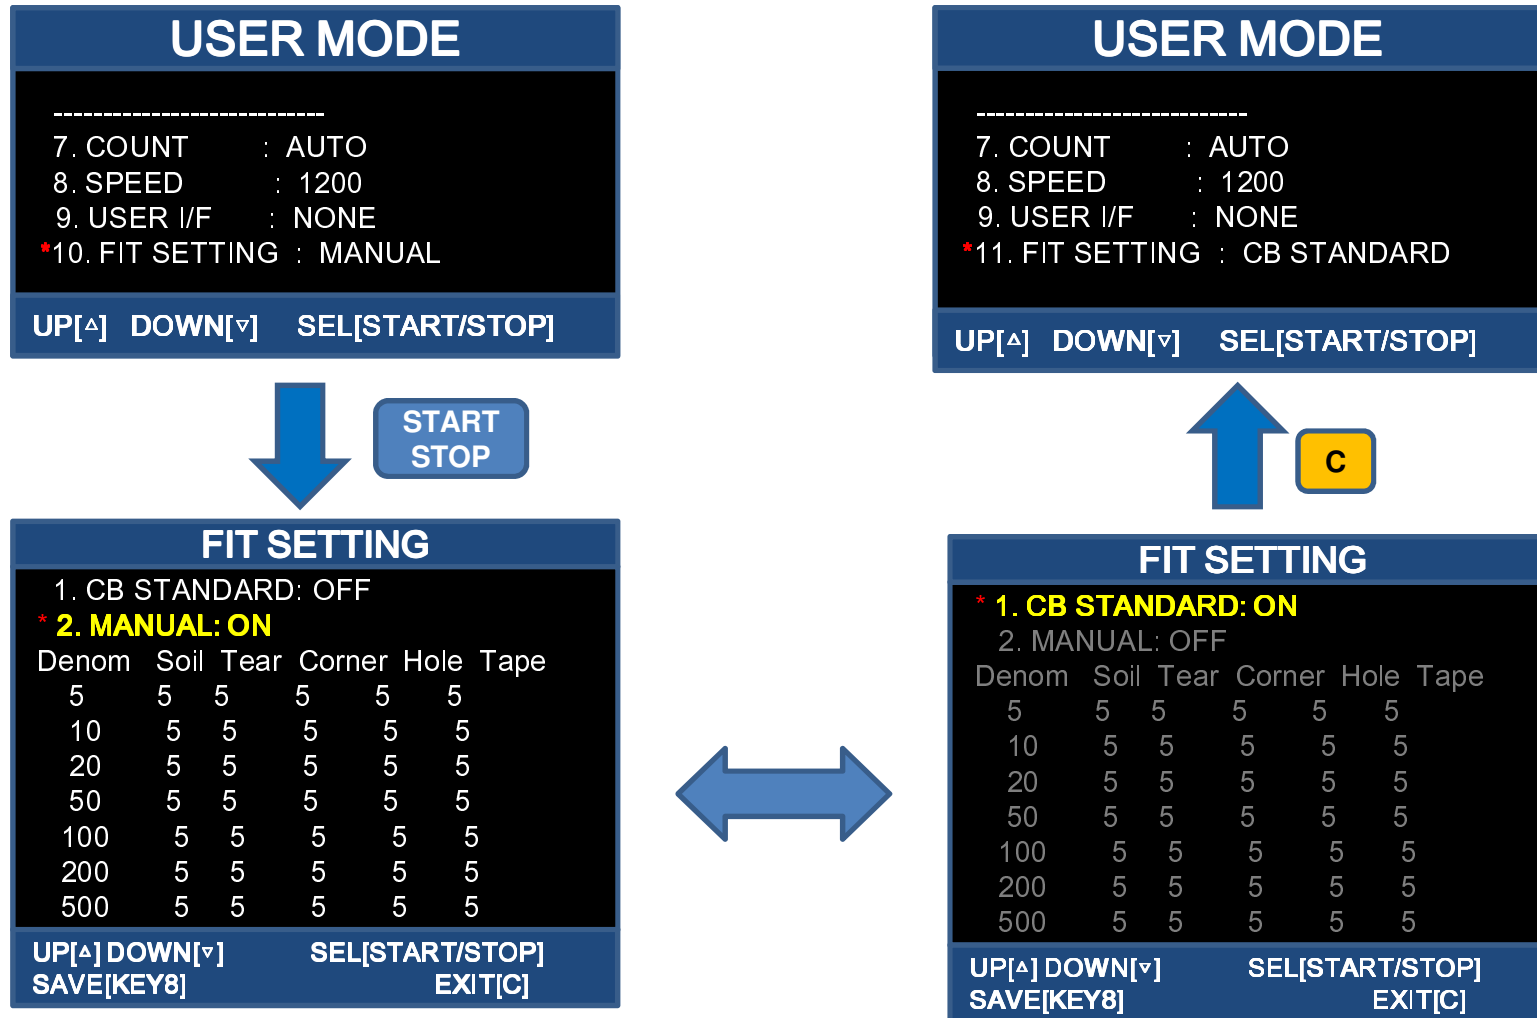 USER MODE
---------------------------
7. COUNT : AUTO
8. SPEED : 1200
9. USER I/F : NONE
*10. FIT SETTING : MANUAL
UP[△] DOWN[▽] SEL[START/STOP]
START
STOP
FIT SETTING
1. CB STANDARD: OFF
* 2. MANUAL: ON
Denom Soil Tear Corner Hole Tape
5 5 5 5 5 5
10 5 5 5 5 5
20 5 5 5 5 5
50 5 5 5 5 5
100 5 5 5 5 5
200 5 5 5 5 5
500 5 5 5 5 5
UP[△] DOWN[▽] SEL[START/STOP]
SAVE[KEY8] EXIT[C]
USER MODE
---------------------------
7. COUNT : AUTO
8. SPEED : 1200
9. USER I/F : NONE
*11. FIT SETTING : CB STANDARD
UP[△] DOWN[▽] SEL[START/STOP]
C
FIT SETTING
* 1. CB STANDARD: ON
2. MANUAL: OFF
Denom Soil Tear Corner Hole Tape
5 5 5 5 5 5
10 5 5 5 5 5
20 5 5 5 5 5
50 5 5 5 5 5
100 5 5 5 5 5
200 5 5 5 5 5
500 5 5 5 5 5
UP[△] DOWN[▽] SEL[START/STOP]
SAVE[KEY8] EXIT[C]